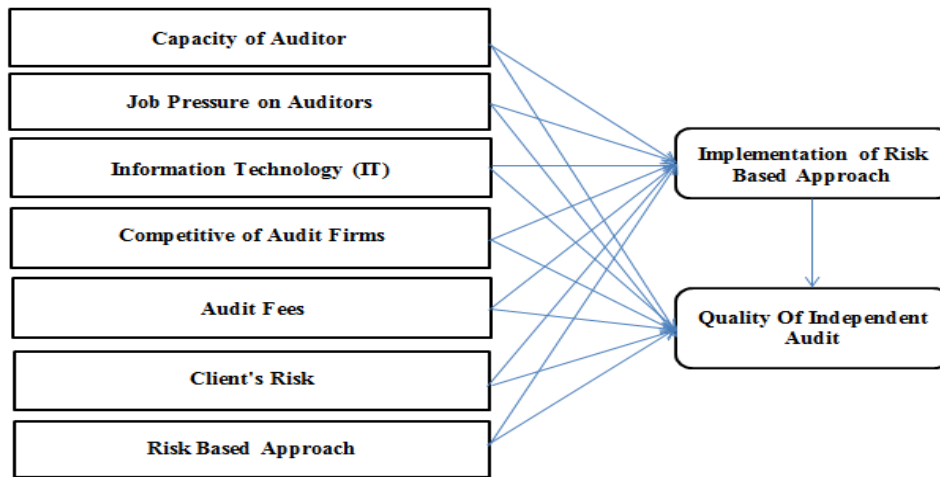 Capacity of Auditor
Job Pressure on Auditors
Information Technology (IT)
Competitive of Audit Firms
Audit Fees
Client's Risk
Risk Based Approach
Implementation of Risk
Based Approach
Quality Of Independent
Audit